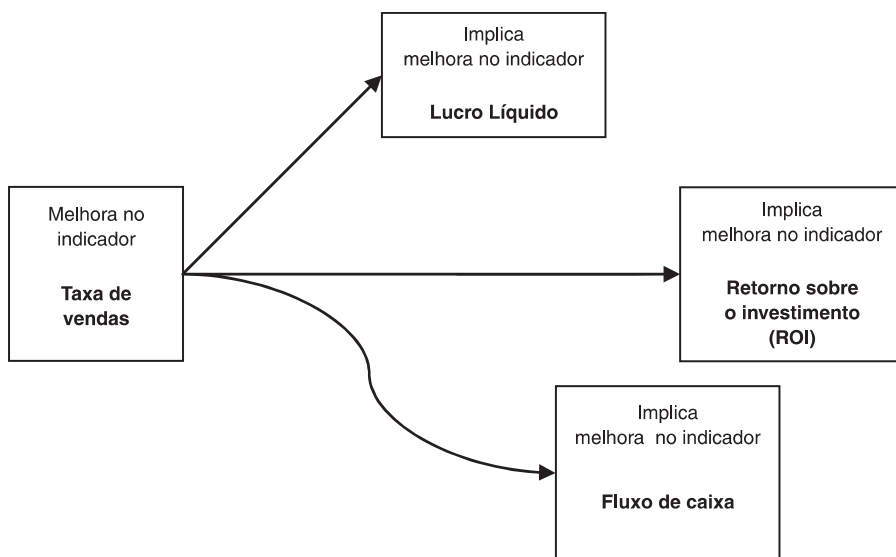 Implica
melhora no indicador
Lucro Líquido
Melhora no
indicador
Taxa de
vendas
Implica
melhora no indicador
Retorno sobre
o investimento
(ROI)
Implica
melhora no indicador
Fluxo de caixa